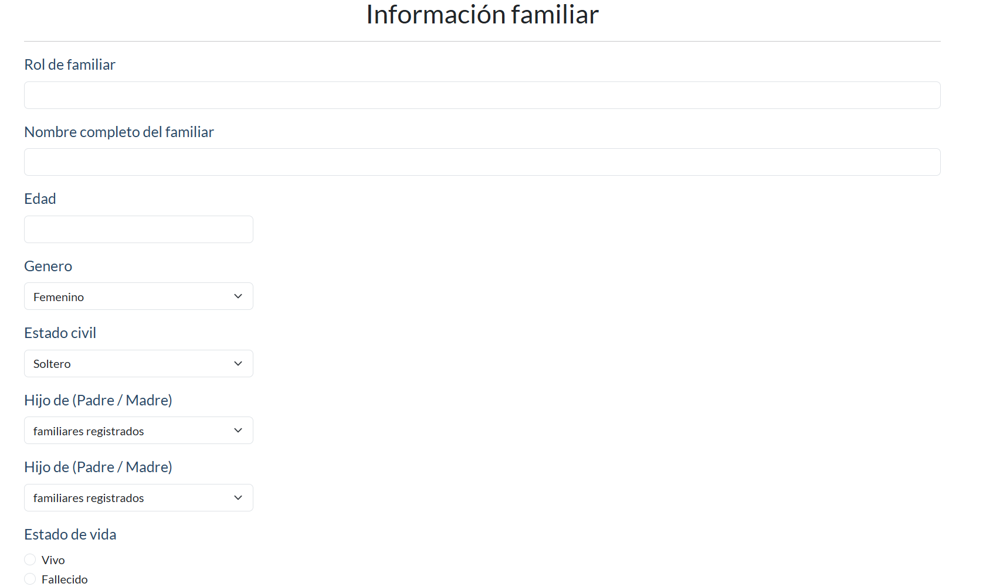 Información familiar
Rol de familiar
Nombre completo del familiar
Edad
Genero
Femenino
Estado civil
Soltero
Hijo de (Padre / Madre)
familiares registrados
Hijo de (Padre / Madre)
familiares registrados
Estado de vida
Vivo
Fallecido